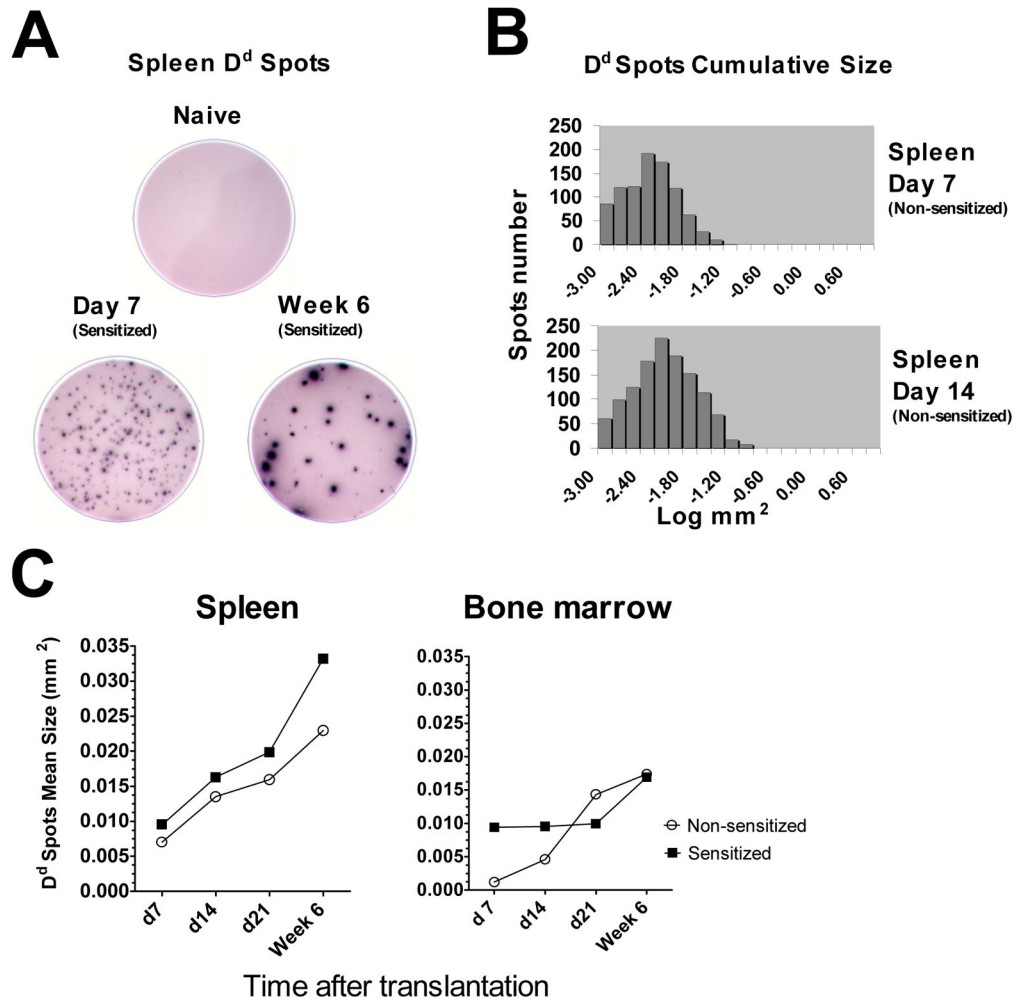 A
Spleen Dᵈ Spots
Naive
Day 7
(Sensitized)
Week 6
(Sensitized)
B
Dᵈ Spots Cumulative Size
Spots number
250
200
150
100
50
0
-3.00
-2.40
-1.80
-1.20
-0.60
0.00
0.60
Spleen
Day 7
(Non-sensitized)
250
200
150
100
50
0
-3.00
-2.40
-1.80
-1.20
-0.60
0.00
0.60
Spleen
Day 14
(Non-sensitized)
Log mm²
C
Spleen
Dᵈ Spots Mean Size (mm ²)
0.035
0.030
0.025
0.020
0.015
0.010
0.005
0.000
d7
d14
d21
Week 6
Bone marrow
0.035
0.030
0.025
0.020
0.015
0.010
0.005
0.000
d 7
d14
d21
Week 6
Non-sensitized
Sensitized
Time after translantation